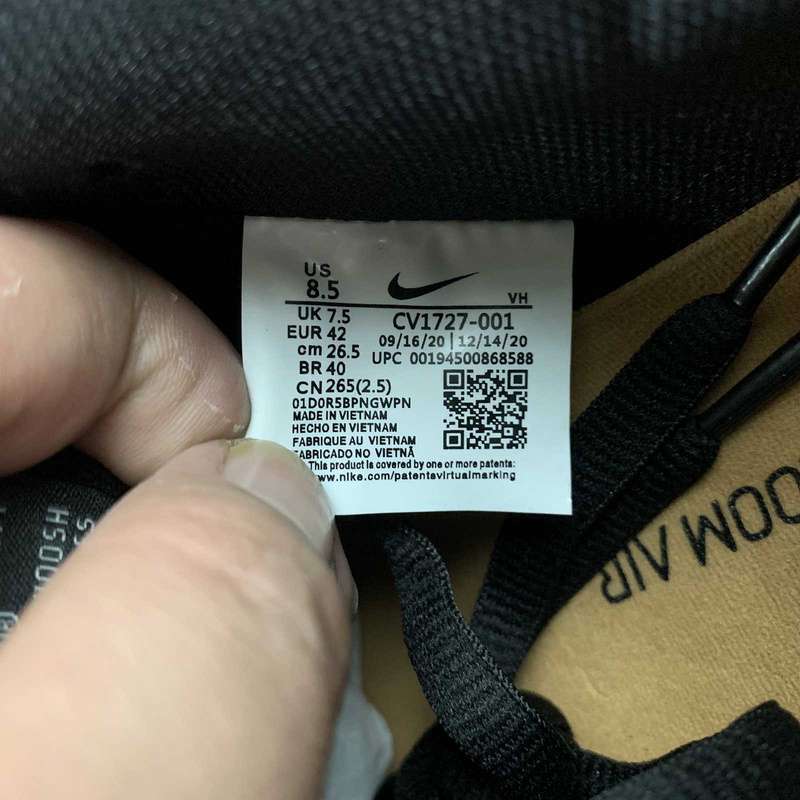 US
8.5
VH
UK 7.5
EUR 42
cm 26.5
BR 40
CN 265(2.5)
CV1727-001
09/16/20 | 12/14/20
UPC 00194500868588
01D0R5BPNGWPN
MADE IN VIETNAM
HECHO EN VIETNAM
FABRIQUE AU VIETNAM
FABRICADO NO VIETNÃ
This product is covered by one or more patents:
www.nike.com/patentsvirtualmarking
OOM AIR
OOSH
SS